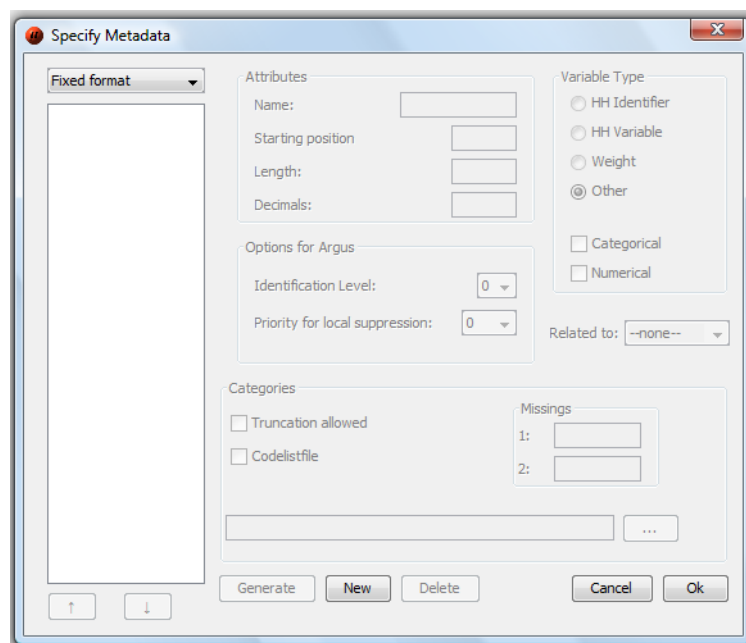 Specify Metadata
Fixed format
Attributes
Name:
Starting position
Length:
Decimals:
Variable Type
HH Identifier
HH Variable
Weight
Other
Categorical
Numerical
Options for Argus
Identification Level: 0
Priority for local suppression: 0
Related to: --none--
Categories
Truncation allowed
Codelistfile
Missings
1:
2:
...
Generate New Delete Cancel Ok
↑ ↓